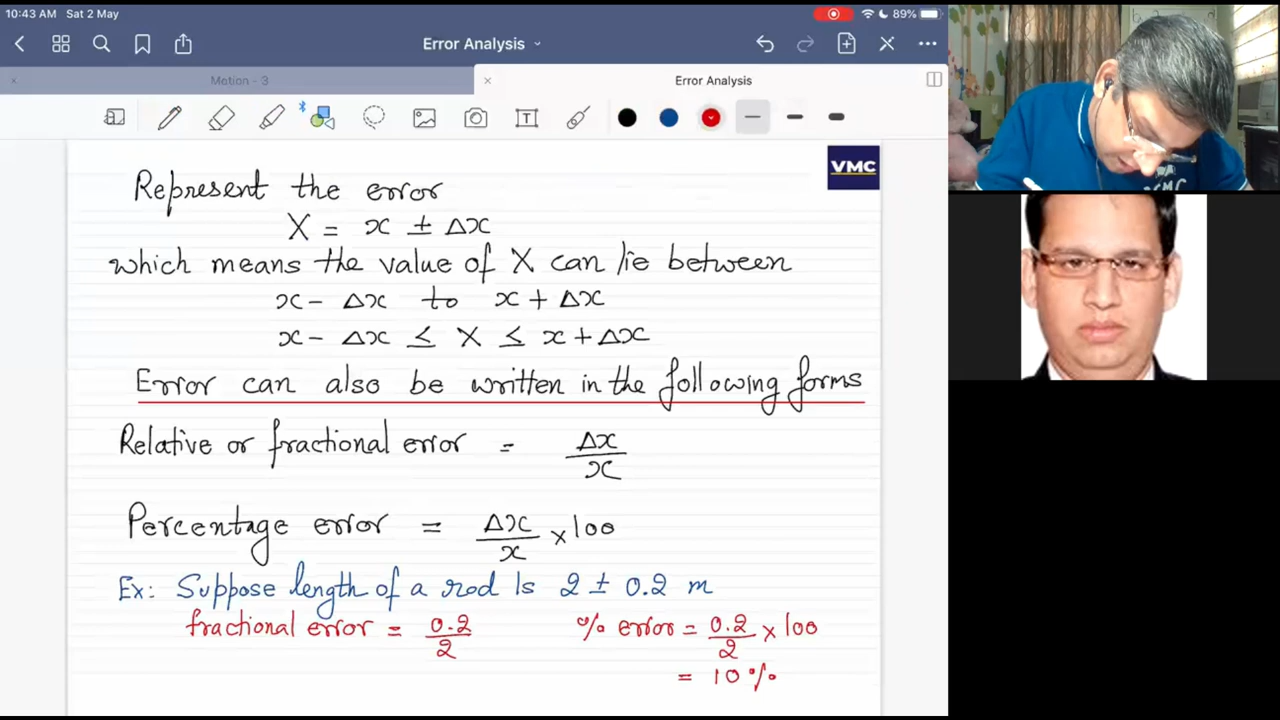 10:43 AM Sat 2 May
89%
Error Analysis
Motion - 3
Error Analysis
T
VMC
Represent the error
X = x ± Δx
which means the value of X can lie between
x - Δx to x + Δx
x - Δx ≤ X ≤ x + Δx
Error can also be written in the following forms
Relative or fractional error = Δx/x
Percentage error = Δx/x × 100
Ex: Suppose length of a rod is 2 ± 0.2 m
fractional error = 0.2/2 % error = 0.2/2 × 100
= 10%